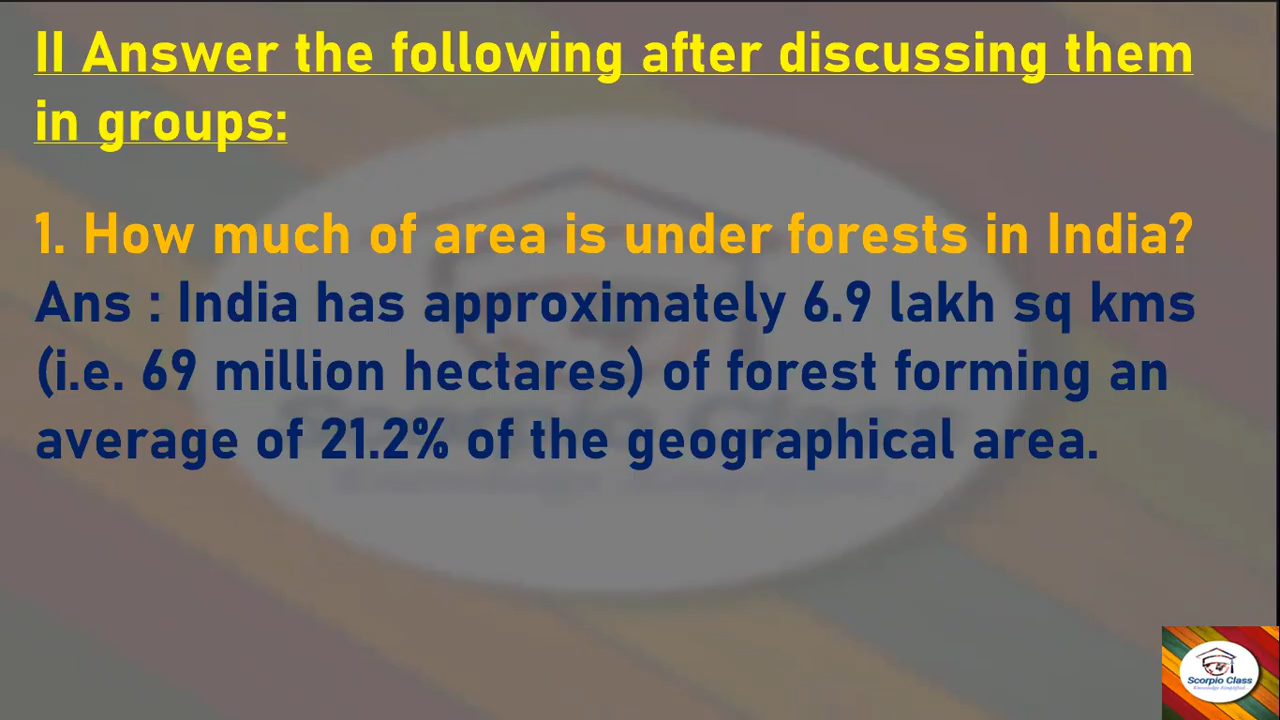 II Answer the following after discussing them
in groups:
1. How much of area is under forests in India?
Ans : India has approximately 6.9 lakh sq kms
(i.e. 69 million hectares) of forest forming an
average of 21.2% of the geographical area.
Scorpio Class
Knowledge Simplified...